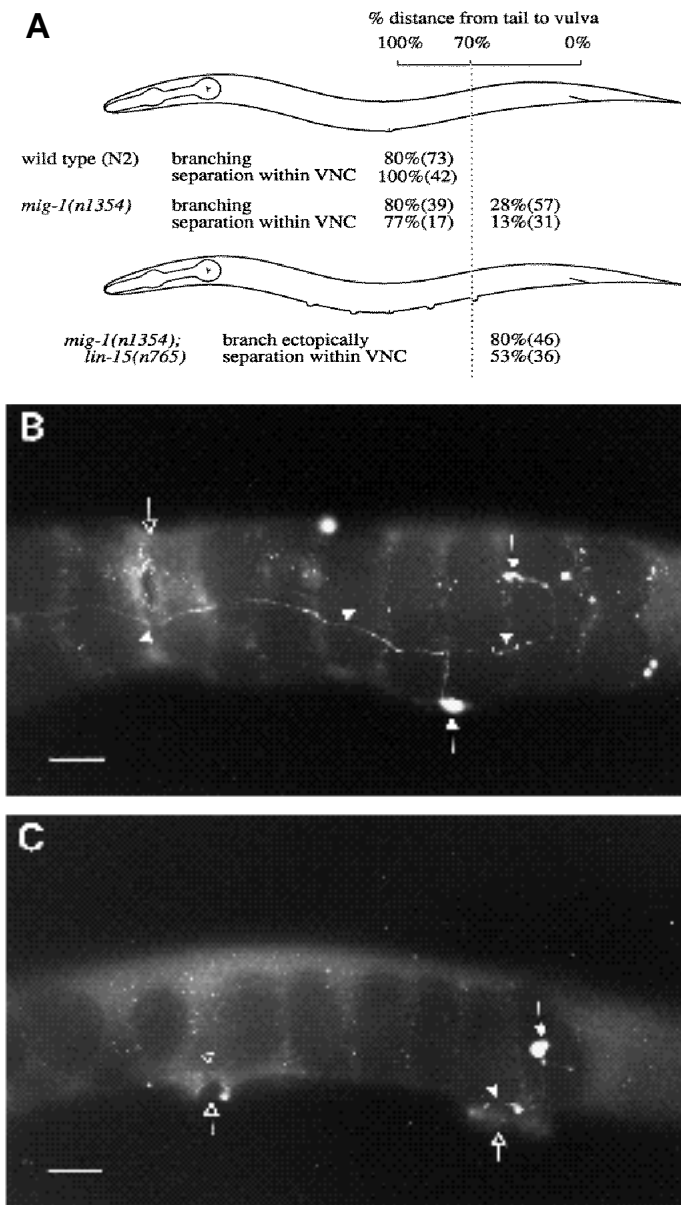 A
% distance from tail to vulva
100% 70% 0%
wild type (N2) branching 80%(73)
separation within VNC 100%(42)
mig-1(n1354) branching 80%(39) 28%(57)
separation within VNC 77%(17) 13%(31)
mig-1(n1354); branch ectopically 80%(46)
lin-15(n765) separation within VNC 53%(36)
B
C